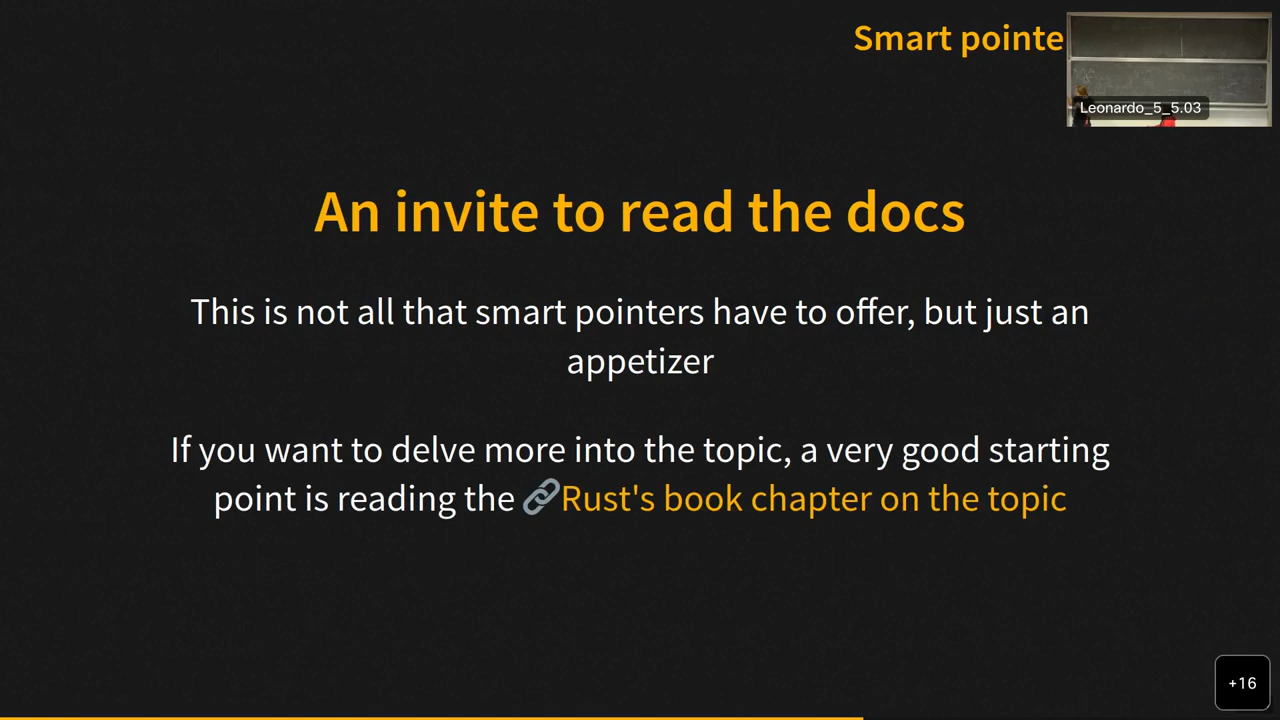 Smart pointe
Leonardo_5_5.03
An invite to read the docs
This is not all that smart pointers have to offer, but just an
appetizer
If you want to delve more into the topic, a very good starting
point is reading the 🔗Rust's book chapter on the topic
+16